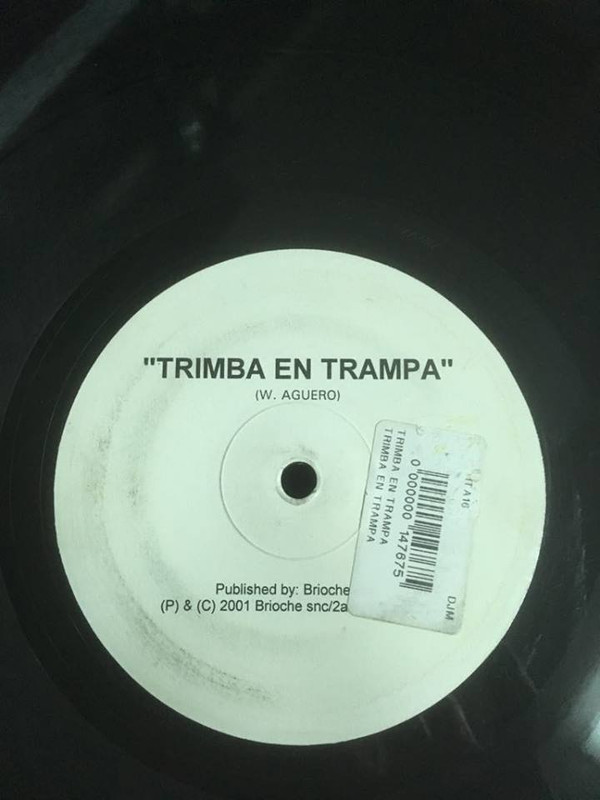 "TRIMBA EN TRAMPA"
(W. AGUERO)
Published by: Brioche
(P) & (C) 2001 Brioche snc/2a
TRIMBA EN TRAMPA
TRIMBA EN TRAMPA
0 000000 147675
DJM